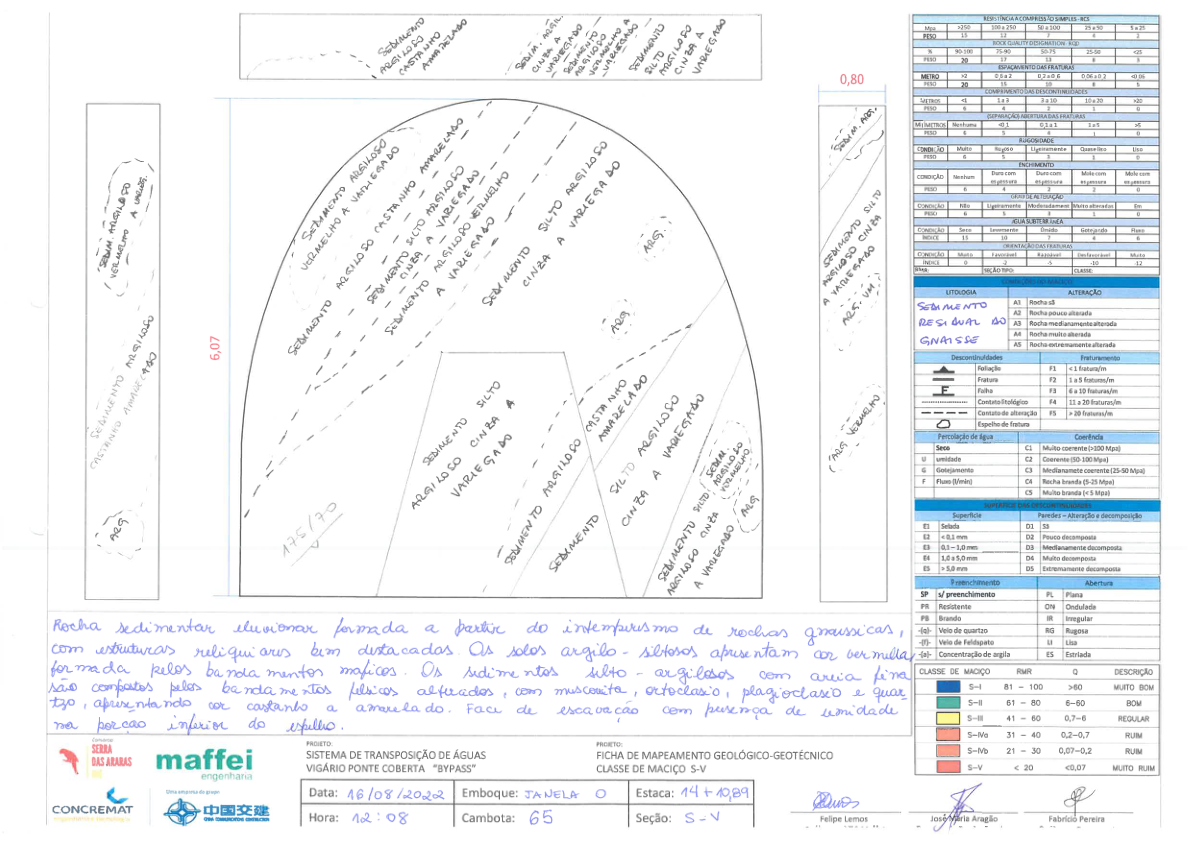 SEDIMENTO
ARGILOSO
CASTANHO
AMARELADO
SEDIM. ARGIL.
CINZA A
VARIEGADO
SEDIMENTO
ARGILOSO
VERMELHO A
VARIEGADO
SEDIMENTO
SILTO ARGILOSO
CINZA A
VARIEGADO
0,80
6,07
SEDIM. ARGILOSO
VERMELHO A VARIEG.
SEDIMENTO ARGILOSO
CASTANHO AMARELADO
ARG
SEDIMENTO ARGILOSO
VERMELHO A VARIEGADO
SEDIMENTO ARGILOSO CASTANHO AMARELADO
SEDIMENTO SILTO ARGILOSO
CINZA A VARIEGADO
SEDIMENTO ARGILOSO VERMELHO
A VARIEGADO
SEDIMENTO SILTO ARGILOSO
CINZA A VARIEGADO
ARG
ARG
SEDIMENTO SILTO
ARGILOSO CINZA A
VARIEGADO
175/70
SEDIMENTO ARGILOSO CASTANHO
AMARELADO
SEDIMENTO SILTO ARGILOSO
CINZA A VARIEGADO
SEDIM.
ARGILOSO
VERMELHO
ARG
SEDIMENTO SILTO
ARGILOSO CINZA
A VARIEGADO
SEDIM. ARG.
SEDIMENTO SILTO
ARGILOSO CINZA
A VARIEGADO
ARG. VM
ARG VERMELHO
RESISTÊNCIA A COMPRESSÃO SIMPLES - RCS
Mpa >250 100 a 250 50 a 100 25 a 50 5 a 25
PESO 15 12 7 4 2
ROCK QUALITY DESIGNATION - RQD
% 90-100 75-90 50-75 25-50 <25
PESO 20 17 13 8 3
ESPAÇAMENTO DAS FRATURAS
METRO >2 0,6 a 2 0,2 a 0,6 0,06 a 0,2 <0,06
PESO 20 15 10 8 5
COMPRIMENTO DAS DESCONTINUIDADES
METROS <1 1 a 3 3 a 10 10 a 20 >20
PESO 6 4 2 1 0
(SEPARAÇÃO) ABERTURA DAS FRATURAS
MILÍMETROS Nenhuma <0,1 0,1 a 1 1 a 5 >5
PESO 6 5 4 1 0
RUGOSIDADE
CONDIÇÃO Muito Rugoso Ligeiramente Quase liso Liso
PESO 6 5 3 1 0
ENCHIMENTO
CONDIÇÃO Nenhum Duro com espessura Duro com espessura Mole com espessura Mole com espessura
PESO 6 4 2 2 0
GRAU DE ALTERAÇÃO
CONDIÇÃO Não Ligeiramente Moderadament Muito alteradas Em
PESO 6 5 3 1 0
ÁGUA SUBTERRÂNEA
CONDIÇÃO Seco Levemente Úmido Gotejando Fluxo
ÍNDICE 15 10 7 4 0
ORIENTAÇÃO DAS FRATURAS
CONDIÇÃO Muito Favorável Razoável Desfavorável Muito
ÍNDICE 0 -2 -5 -10 -12
RMR: SEÇÃO TIPO: CLASSE:
LITOLOGIA ALTERAÇÃO
SEDIMENTO
RESIDUAL DO
GNAISSE
A1 Rocha sã
A2 Rocha pouco alterada
A3 Rocha medianamente alterada
A4 Rocha muito alterada
A5 Rocha extremamente alterada
Descontinuidades Fraturamento
Foliação F1 < 1 fratura/m
Fratura F2 1 a 5 fraturas/m
F Falha F3 6 a 10 fraturas/m
Contato litológico F4 11 a 20 fraturas/m
Contato de alteração F5 > 20 fraturas/m
Espelho de fratura
Percolação de água Coerência
Seco C1 Muito coerente (>100 Mpa)
U umidade C2 Coerente (50-100 Mpa)
G Gotejamento C3 Medianamete coerente (25-50 Mpa)
F Fluxo (l/min) C4 Rocha branda (5-25 Mpa)
C5 Muito branda (< 5 Mpa)
SUPERFÍCIE DAS DESCONTINUIDADES
Superfície Paredes – Alteração e decomposição
E1 Selada D1 Sã
E2 < 0,1 mm D2 Pouco decomposta
E3 0,1 – 1,0 mm D3 Medianamente decomposta
E4 1,0 a 5,0 mm D4 Muito decomposta
E5 > 5,0 mm D5 Extremamente decomposta
Preenchimento Abertura
SP s/ preenchimento PL Plana
PR Resistente ON Ondulada
PB Brando IR Irregular
-(q)- Veio de quartzo RG Rugosa
-(f)- Veio de Feldspato LI Lisa
-(a)- Concentração de argila ES Estriada
CLASSE DE MACIÇO RMR Q DESCRIÇÃO
S-I 81 – 100 >60 MUITO BOM
S-II 61 – 80 6-60 BOM
S-III 41 – 60 0,7-6 REGULAR
S-IVa 31 – 40 0,2-0,7 RUIM
S-IVb 21 – 30 0,07-0,2 RUIM
S-V < 20 <0,07 MUITO RUIM
Rocha sedimentar eluvionar formada a partir do intemperismo de rochas gnaissicas,
com estruturas reliquiares bem destacados. Os solos argilo-siltosos apresentam cor vermelha,
formada pelos bandamentos maficos. Os sedimentos silto-argilosos com areia fina
são compostos pelos bandamentos felsicos alterados, com muscovita, ortoclasio, plagioclasio e quar-
tzo, apresentando cor castanho a amarelado. Face de escavação com presença de umidade
na porção inferior do espelho.
Consórcio
SERRA
DAS ARARAS
maffei
engenharia
CONCREMAT
engenharia e tecnologia
Uma empresa do grupo
中国交建
CHINA COMMUNICATIONS CONSTRUCTION
PROJETO:
SISTEMA DE TRANSPOSIÇÃO DE ÁGUAS
VIGÁRIO PONTE COBERTA "BYPASS"
PROJETO:
FICHA DE MAPEAMENTO GEOLÓGICO-GEOTÉCNICO
CLASSE DE MACIÇO S-V
Data: 16/08/2022 Emboque: JANELA O Estaca: 14+10,89
Hora: 12:08 Cambota: 65 Seção: S-V
Felipe Lemos
José Maria Aragão
Fabrício Pereira